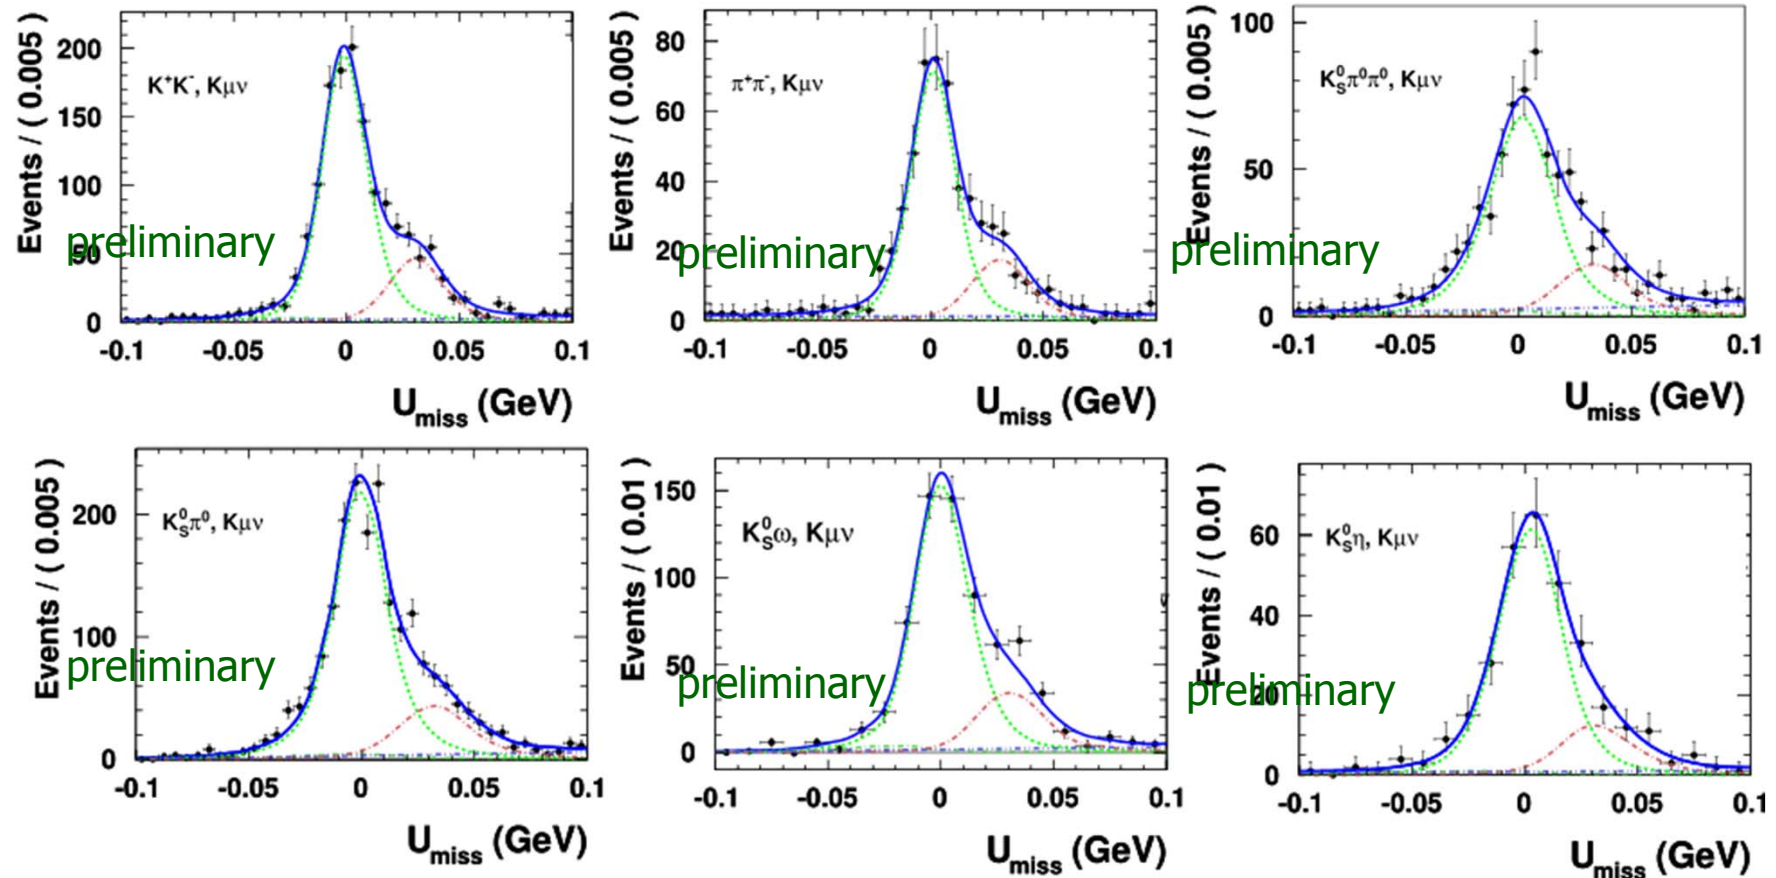 Events / ( 0.005 )
200
150
100
50
0
K⁺K⁻, Kμν
preliminary
-0.1 -0.05 0 0.05 0.1
U_miss (GeV)
Events / ( 0.005 )
80
60
40
20
0
π⁺π⁻, Kμν
preliminary
-0.1 -0.05 0 0.05 0.1
U_miss (GeV)
Events / ( 0.005 )
100
50
0
K⁰_Sπ⁰π⁰, Kμν
preliminary
-0.1 -0.05 0 0.05 0.1
U_miss (GeV)
Events / ( 0.005 )
200
100
0
K⁰_Sπ⁰, Kμν
preliminary
-0.1 -0.05 0 0.05 0.1
U_miss (GeV)
Events / ( 0.01 )
150
100
50
0
K⁰_Sω, Kμν
preliminary
-0.1 -0.05 0 0.05 0.1
U_miss (GeV)
Events / ( 0.01 )
60
40
20
0
K⁰_Sη, Kμν
preliminary
-0.1 -0.05 0 0.05 0.1
U_miss (GeV)